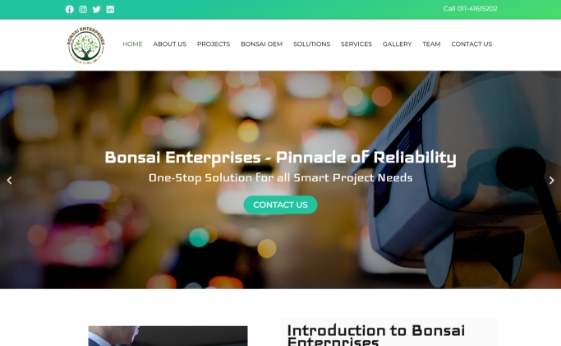 Call 011-41615202
BONSAI ENTERPRISES
HOME ABOUT US PROJECTS BONSAI OEM SOLUTIONS SERVICES GALLERY TEAM CONTACT US
Bonsai Enterprises - Pinnacle of Reliability
One-Stop Solution for all Smart Project Needs
CONTACT US
Introduction to Bonsai
Enterprises